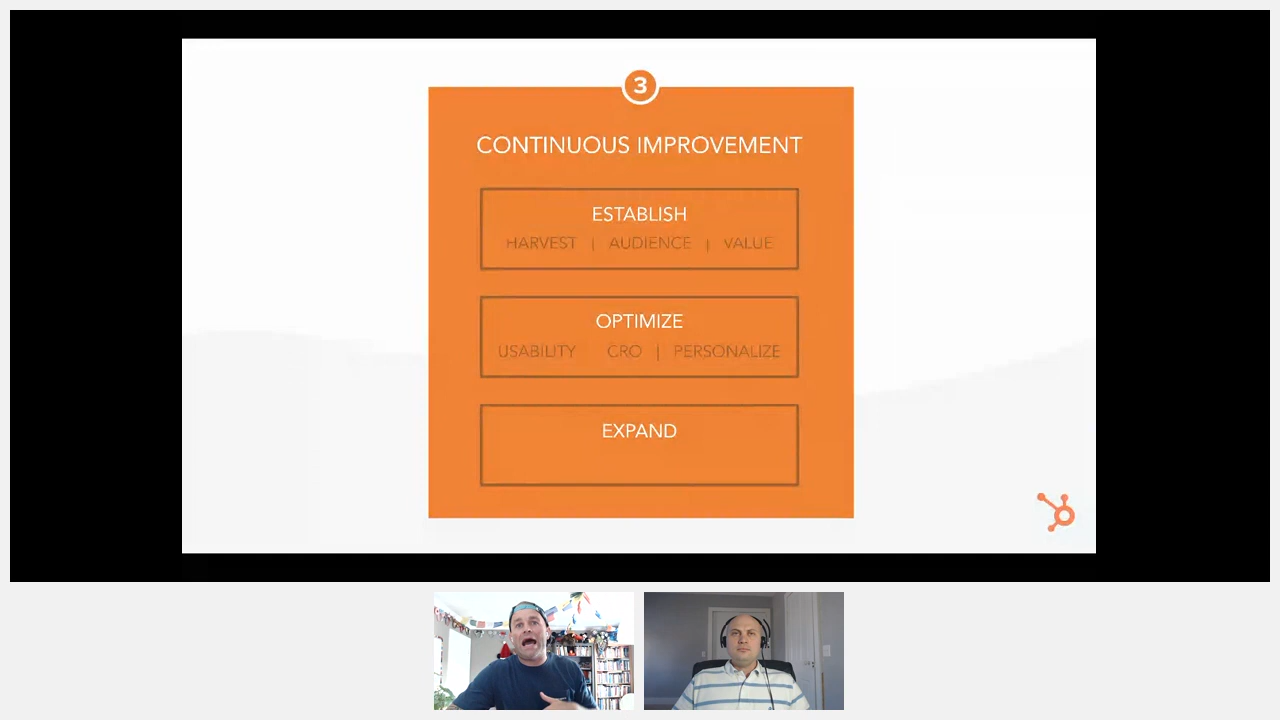 3
CONTINUOUS IMPROVEMENT
ESTABLISH
HARVEST | AUDIENCE | VALUE
OPTIMIZE
USABILITY CRO | PERSONALIZE
EXPAND